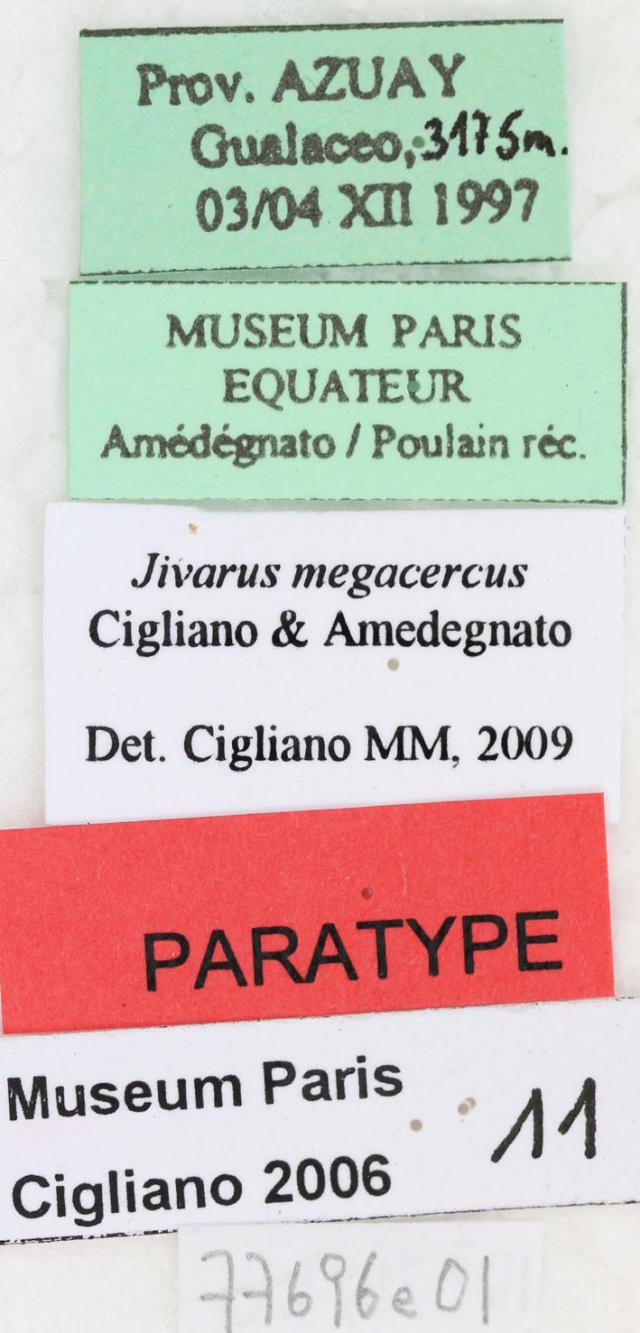 Prov. AZUAY
Gualaceo, 3175m.
03/04 XII 1997
MUSEUM PARIS
EQUATEUR
Amédégnato / Poulain réc.
Jivarus megacercus
Cigliano & Amedegnato
Det. Cigliano MM, 2009
PARATYPE
Museum Paris
Cigliano 2006 11
77696e01